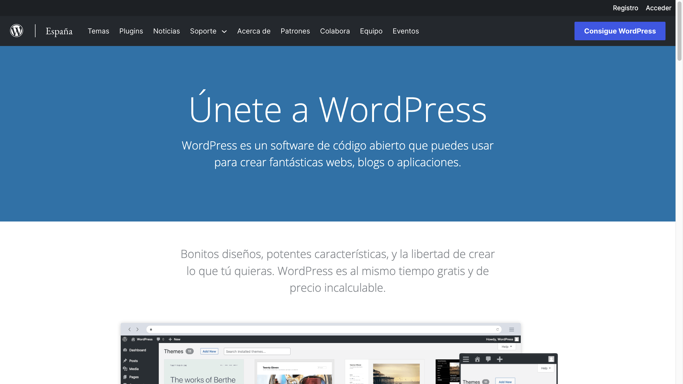 Registro Acceder
España Temas Plugins Noticias Soporte Acerca de Patrones Colabora Equipo Eventos Consigue WordPress
Únete a WordPress
WordPress es un software de código abierto que puedes usar
para crear fantásticas webs, blogs o aplicaciones.
Bonitos diseños, potentes características, y la libertad de crear
lo que tú quieras. WordPress es al mismo tiempo gratis y de
precio incalculable.
WordPress New Howdy, WordPress
Dashboard Themes Add New Search installed themes... Help
Posts
Media
Pages
The works of Berthe
Help
Themes Add New